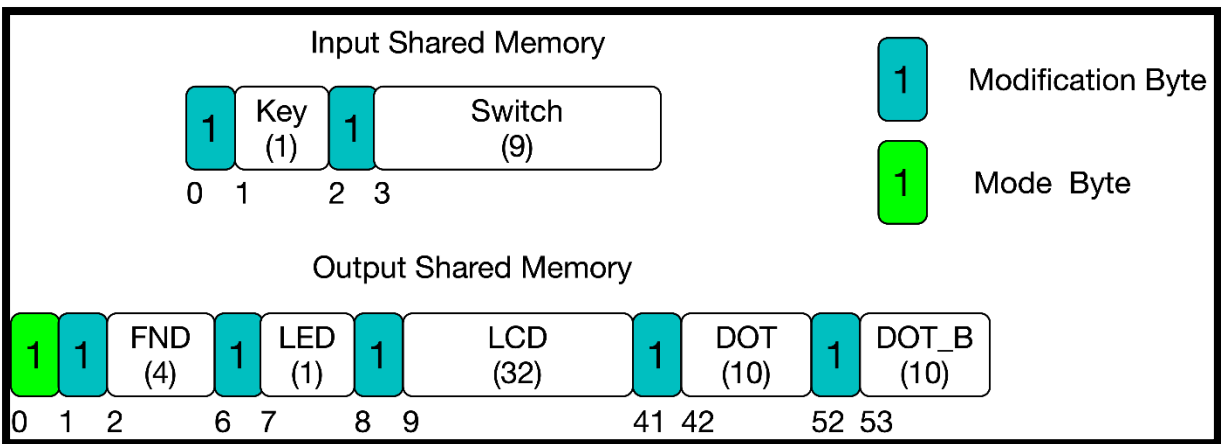 Input Shared Memory
1 Modification Byte
1 Key (1) 1 Switch (9)
0 1 2 3
1 Mode Byte
Output Shared Memory
1 1 FND (4) 1 LED (1) 1 LCD (32) 1 DOT (10) 1 DOT_B (10)
0 1 2 6 7 8 9 41 42 52 53